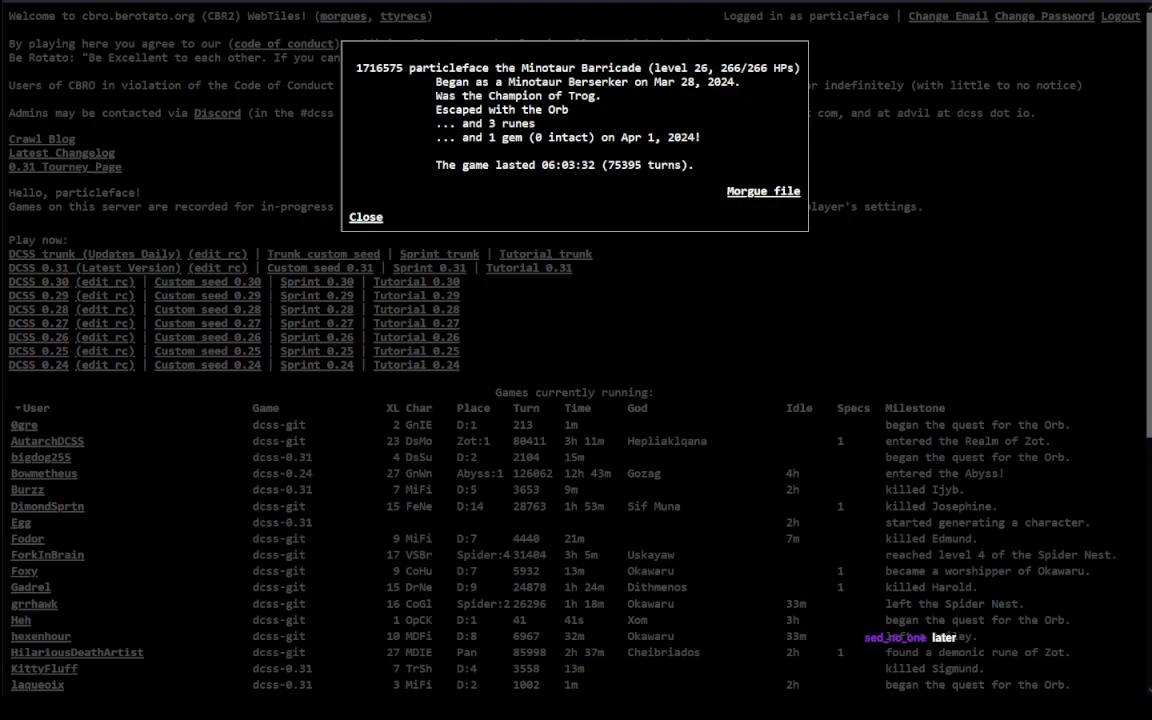 Welcome to cbro.berotato.org (CBR2) WebTiles! (morgues, ttyrecs) Logged in as particleface | Change Email Change Password Logout
By playing here you agree to our (code of conduct)
Be Rotato: "Be Excellent to each other. If you can
Users of CBRO in violation of the Code of Conduct or indefinitely (with little to no notice)
Admins may be contacted via Discord (in the #dcss com, and at advil at dcss dot io.
Crawl Blog
Latest Changelog
0.31 Tourney Page
Hello, particleface!
Games on this server are recorded for in-progress player's settings.
1716575 particleface the Minotaur Barricade (level 26, 266/266 HPs)
Began as a Minotaur Berserker on Mar 28, 2024.
Was the Champion of Trog.
Escaped with the Orb
... and 3 runes
... and 1 gem (0 intact) on Apr 1, 2024!
The game lasted 06:03:32 (75395 turns).
Morgue file
Close
Play now:
DCSS trunk (Updates Daily) (edit rc) | Trunk custom seed | Sprint trunk | Tutorial trunk
DCSS 0.31 (Latest Version) (edit rc) | Custom seed 0.31 | Sprint 0.31 | Tutorial 0.31
DCSS 0.30 (edit rc) | Custom seed 0.30 | Sprint 0.30 | Tutorial 0.30
DCSS 0.29 (edit rc) | Custom seed 0.29 | Sprint 0.29 | Tutorial 0.29
DCSS 0.28 (edit rc) | Custom seed 0.28 | Sprint 0.28 | Tutorial 0.28
DCSS 0.27 (edit rc) | Custom seed 0.27 | Sprint 0.27 | Tutorial 0.27
DCSS 0.26 (edit rc) | Custom seed 0.26 | Sprint 0.26 | Tutorial 0.26
DCSS 0.25 (edit rc) | Custom seed 0.25 | Sprint 0.25 | Tutorial 0.25
DCSS 0.24 (edit rc) | Custom seed 0.24 | Sprint 0.24 | Tutorial 0.24
Games currently running:
User Game XL Char Place Turn Time God Idle Specs Milestone
0gre dcss-git 2 GnIE D:1 213 1m began the quest for the Orb.
AutarchDCSS dcss-git 23 DsMo Zot:1 80411 3h 11m Hepliaklqana 1 entered the Realm of Zot.
bigdog255 dcss-0.31 4 DsSu D:2 2104 15m began the quest for the Orb.
Bowmetheus dcss-0.24 27 GnWn Abyss:1 126062 12h 43m Gozag 4h entered the Abyss!
Burzz dcss-0.31 7 MiFi D:5 3653 9m 2h killed Ijyb.
DimondSprtn dcss-git 15 FeNe D:14 28763 1h 53m Sif Muna 1 killed Josephine.
Egg dcss-0.31 2h started generating a character.
Fodor dcss-git 9 MiFi D:7 4440 21m 7m killed Edmund.
ForkInBrain dcss-git 17 VSBr Spider:4 31404 3h 5m Uskayaw reached level 4 of the Spider Nest.
Foxy dcss-git 9 CoHu D:7 5932 13m Okawaru 1 became a worshipper of Okawaru.
Gadrel dcss-git 15 DrNe D:9 24878 1h 24m Dithmenos 1 killed Harold.
grrhawk dcss-git 16 CoGl Spider:2 26296 1h 18m Okawaru 33m left the Spider Nest.
Heh dcss-git 1 OpCK D:1 41 41s Xom 3h began the quest for the Orb.
hexenhour dcss-git 10 MDFi D:8 6967 32m Okawaru 33m
sed_no_one later
HilariousDeathArtist dcss-git 27 MDIE Pan 85998 2h 37m Cheibriados 2h 1 found a demonic rune of Zot.
KittyFluff dcss-0.31 7 TrSh D:4 3558 13m killed Sigmund.
laqueoix dcss-0.31 3 MiFi D:2 1002 1m 2h began the quest for the Orb.